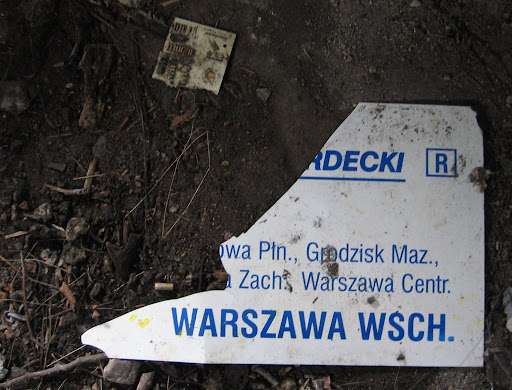 RDECKI R
owa Płn., Grodzisk Maz.,
a Zach., Warszawa Centr.
WARSZAWA WSCH.